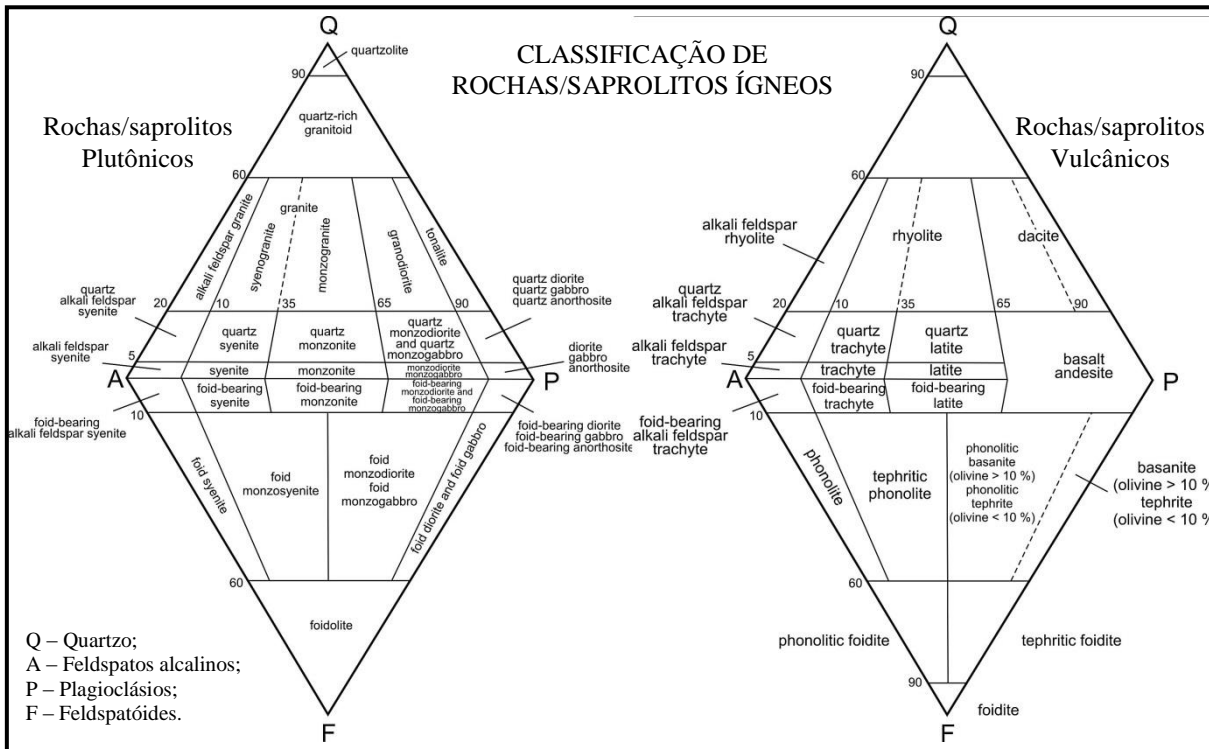 CLASSIFICAÇÃO DE
ROCHAS/SAPROLITOS ÍGNEOS
Rochas/saprolitos
Plutônicos
Q
quartzolite
90
quartz-rich
granitoid
60
alkali feldspar granite
granite
syenogranite
monzogranite
granodiorite
tonalite
quartz
alkali feldspar
syenite
20
10
35
65
90
quartz diorite
quartz gabbro
quartz anorthosite
quartz
syenite
quartz
monzonite
quartz
monzodiorite
and quartz
monzogabbro
alkali feldspar
syenite
5
syenite
monzonite
monzodiorite
monzogabbro
diorite
gabbro
anorthosite
A
P
foid-bearing
syenite
foid-bearing
monzonite
foid-bearing
monzodiorite and
foid-bearing
monzogabbro
foid-bearing
alkali feldspar syenite
10
foid-bearing diorite
foid-bearing gabbro
foid-bearing anorthosite
foid syenite
foid
monzosyenite
foid
monzodiorite
foid
monzogabbro
foid diorite and foid gabbro
60
foidolite
F
Q – Quartzo;
A – Feldspatos alcalinos;
P – Plagioclásios;
F – Feldspatóides.
Rochas/saprolitos
Vulcânicos
Q
90
60
alkali feldspar
rhyolite
rhyolite
dacite
quartz
alkali feldspar
trachyte
20
10
35
65
90
quartz
trachyte
quartz
latite
alkali feldspar
trachyte
5
trachyte
latite
basalt
andesite
A
P
foid-bearing
trachyte
foid-bearing
latite
foid-bearing
alkali feldspar
trachyte
10
phonolite
tephritic
phonolite
phonolitic
basanite
(olivine > 10 %)
phonolitic
tephrite
(olivine < 10 %)
basanite
(olivine > 10 %
tephrite
(olivine < 10 %
60
phonolitic foidite
tephritic foidite
90
foidite
F